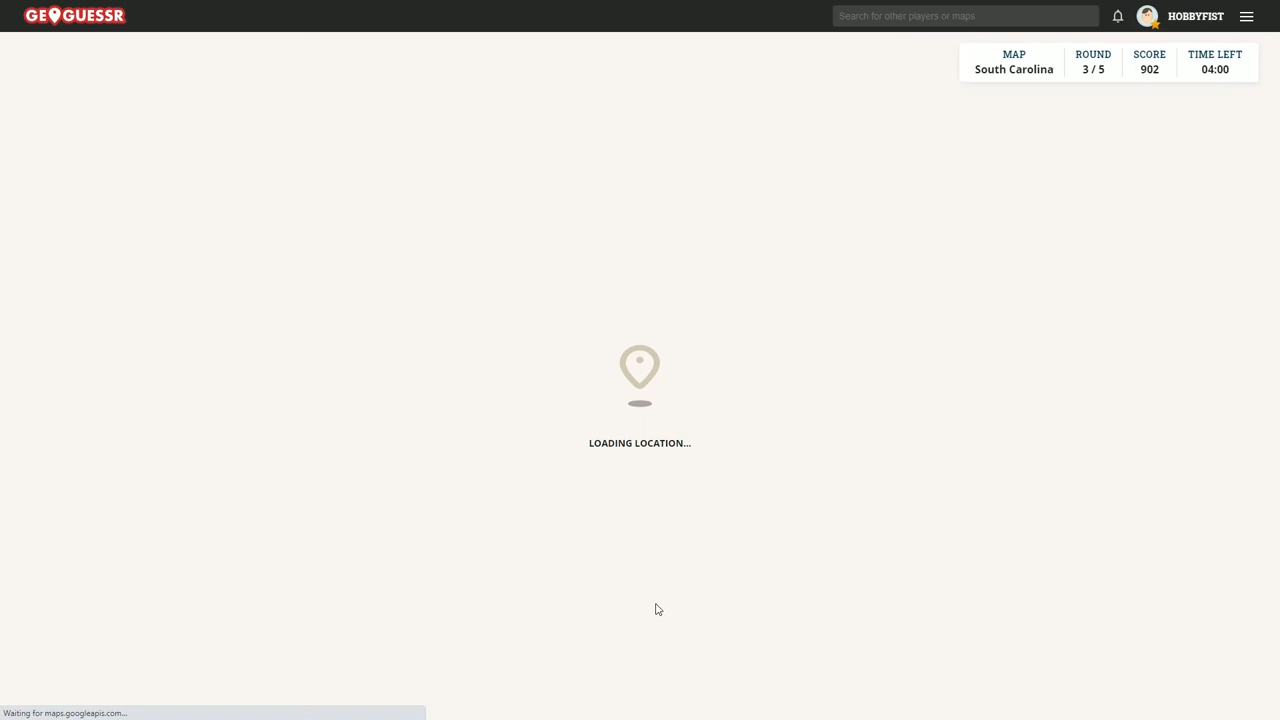 GEOGUESSR
Search for other players or maps
HOBBYFIST
MAP ROUND SCORE TIME LEFT
South Carolina 3 / 5 902 04:00
LOADING LOCATION...
Waiting for maps.googleapis.com...